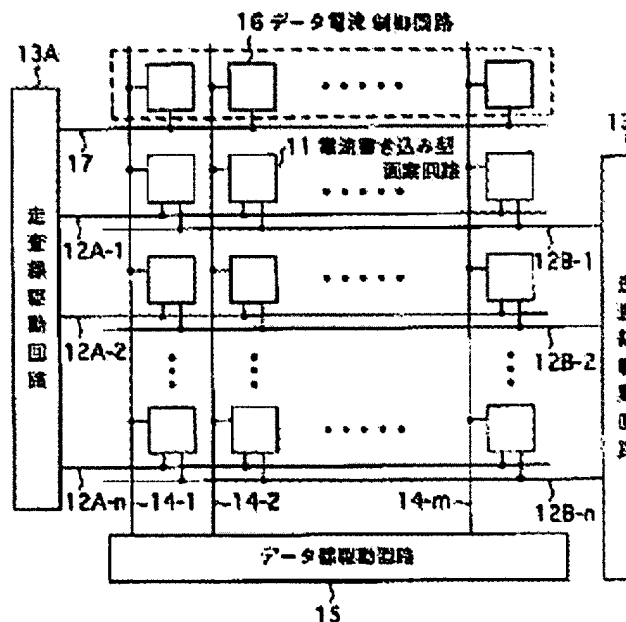 16 データ電流制御回路
13A
17
11 電流書き込み型
画素回路
走査線駆動回路
12A-1
12B-1
12A-2
12B-2
12A-n
14-1
14-2
14-m
12B-n
データ線駆動回路
15